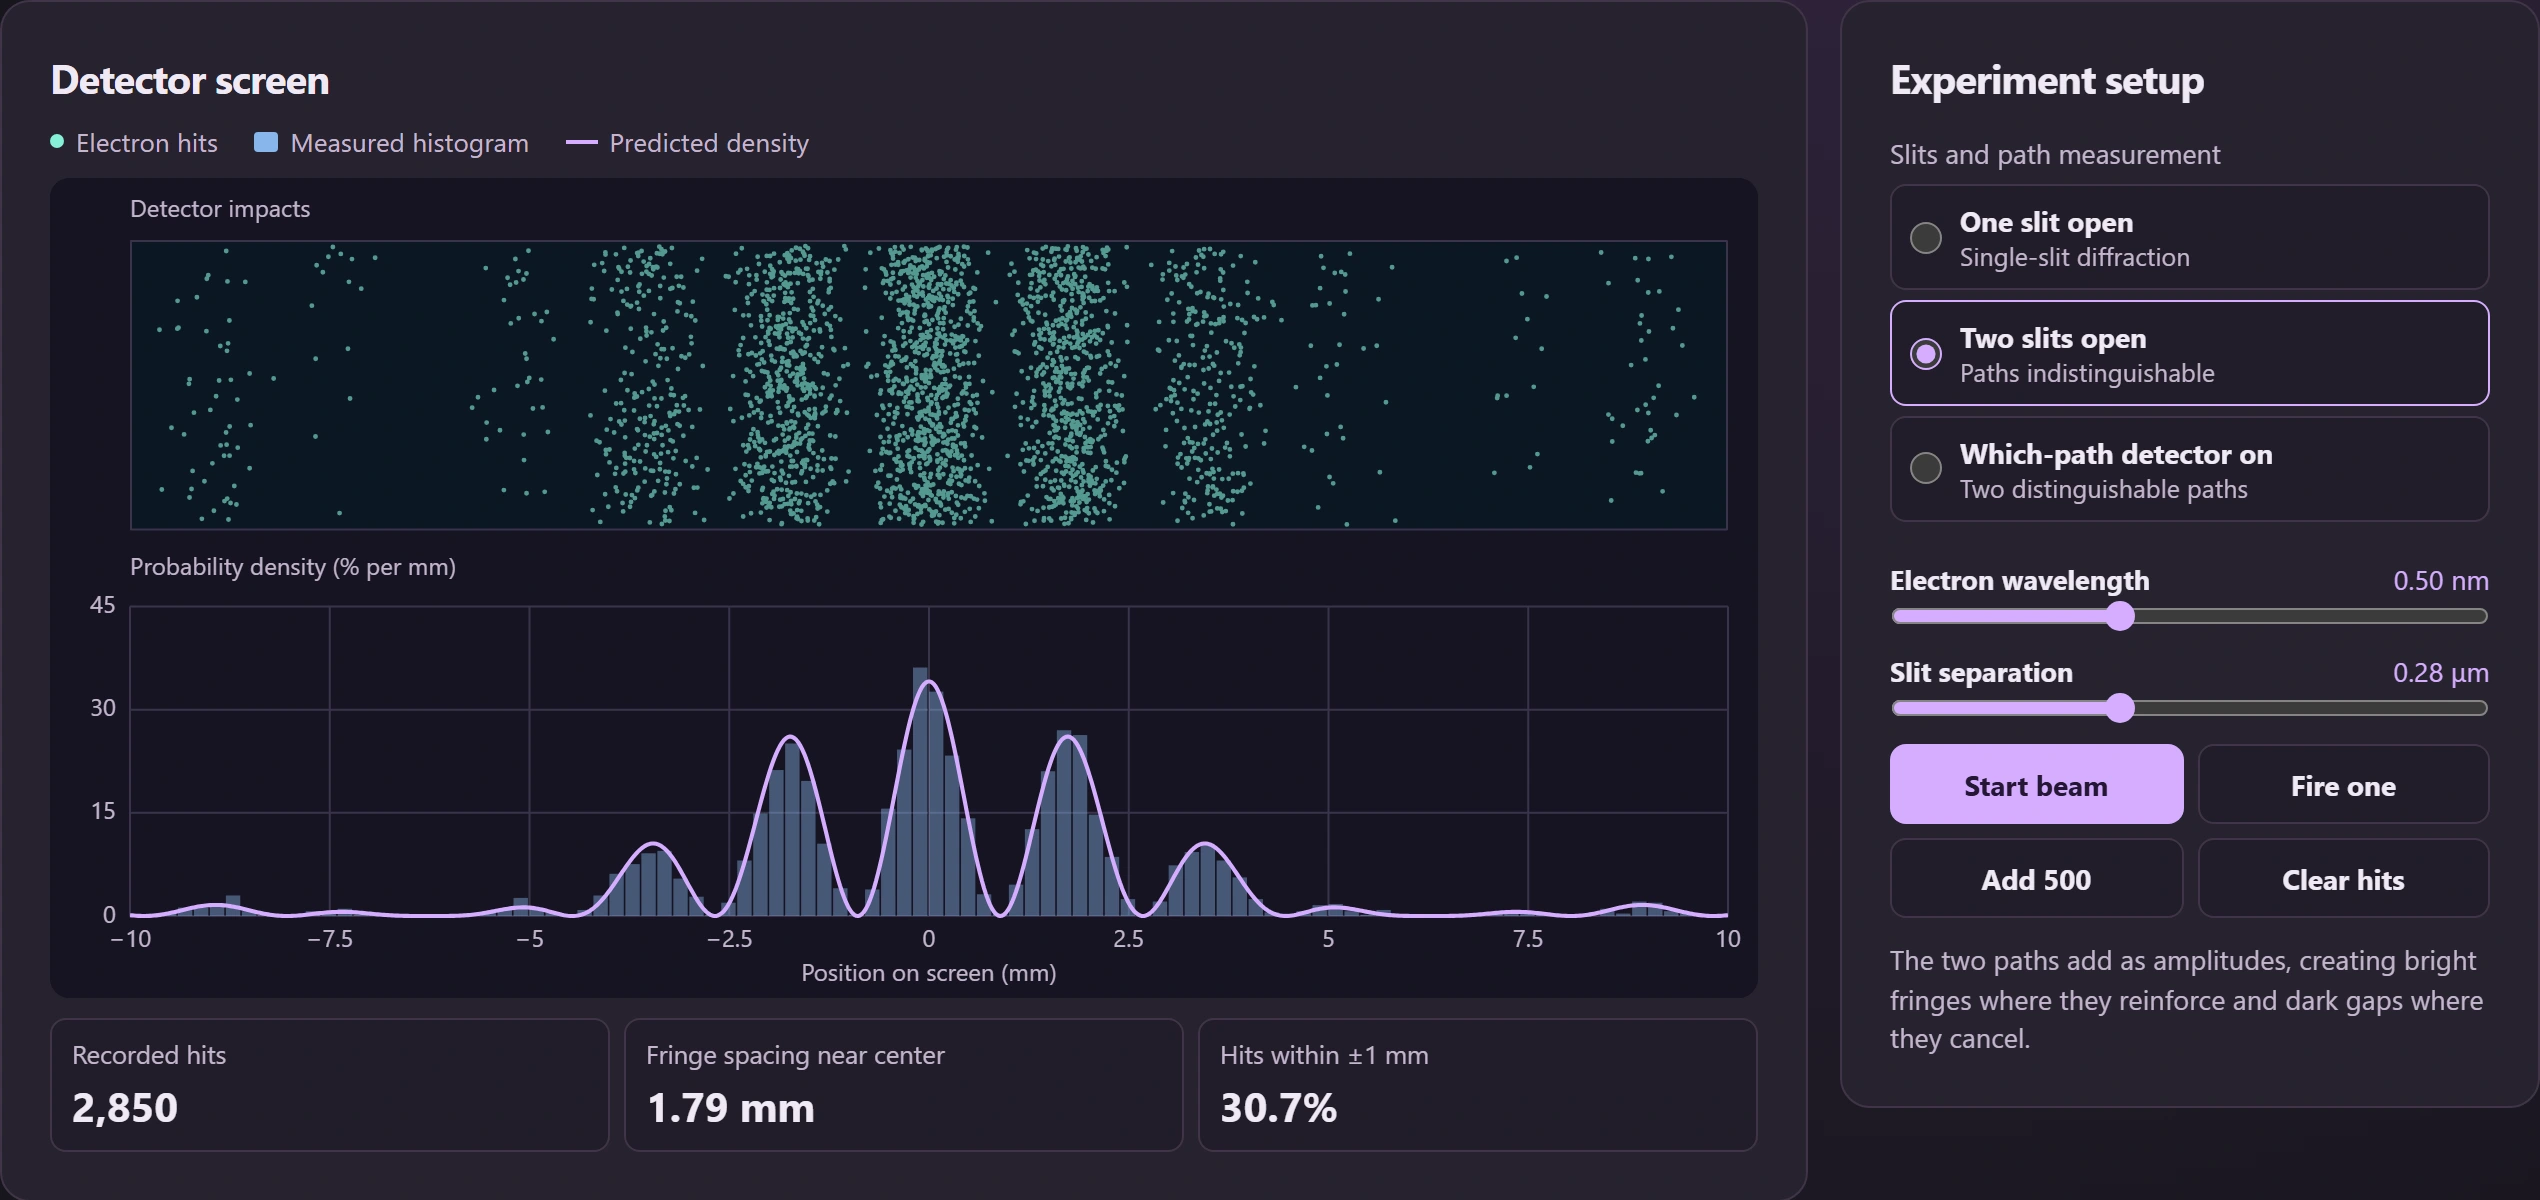 Detector screen
Electron hits
Measured histogram
Predicted density
Detector impacts
Probability density (% per mm)
45
30
15
0
−10
−7.5
−5
−2.5
0
2.5
5
7.5
10
Position on screen (mm)
Recorded hits
2,850
Fringe spacing near center
1.79 mm
Hits within ±1 mm
30.7%
Experiment setup
Slits and path measurement
One slit open
Single-slit diffraction
Two slits open
Paths indistinguishable
Which-path detector on
Two distinguishable paths
Electron wavelength
0.50 nm
Slit separation
0.28 μm
Start beam
Fire one
Add 500
Clear hits
The two paths add as amplitudes, creating bright
fringes where they reinforce and dark gaps where
they cancel.